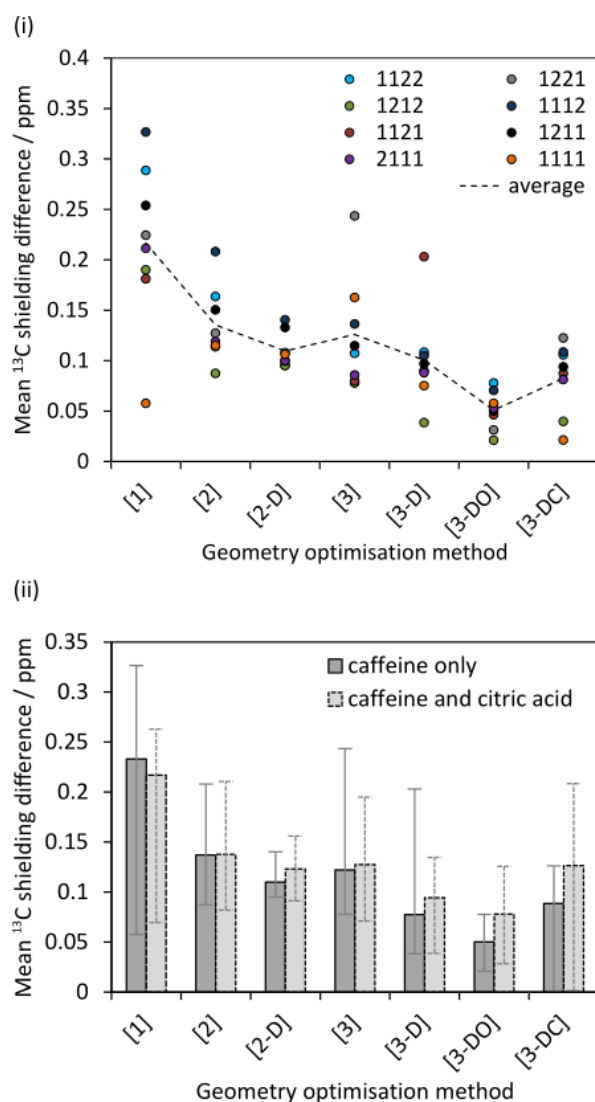 (i)
0.4
0.35
0.3
0.25
0.2
0.15
0.1
0.05
0
Mean ¹³C shielding difference / ppm
1122 1221
1212 1112
1121 1211
2111 1111
average
[1] [2] [2-D] [3] [3-D] [3-DO] [3-DC]
Geometry optimisation method
(ii)
0.35
0.3
0.25
0.2
0.15
0.1
0.05
0
Mean ¹³C shielding difference / ppm
caffeine only
caffeine and citric acid
[1] [2] [2-D] [3] [3-D] [3-DO] [3-DC]
Geometry optimisation method